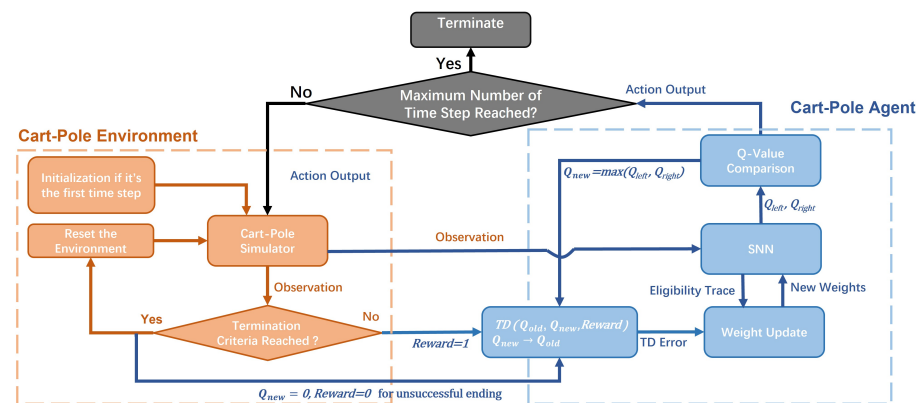 Terminate
Yes
No
Maximum Number of
Time Step Reached?
Action Output
Cart-Pole Agent
Cart-Pole Environment
Initialization if it's
the first time step
Action Output
Q_new=max(Q_left, Q_right)
Q-Value
Comparison
Q_left, Q_right
Reset the
Environment
Cart-Pole
Simulator
Observation
SNN
Observation
Eligibility Trace
New Weights
Yes
Termination
Criteria Reached ?
No
Reward=1
TD(Q_old, Q_new, Reward)
Q_new → Q_old
TD Error
Weight Update
Q_new = 0, Reward=0 for unsuccessful ending